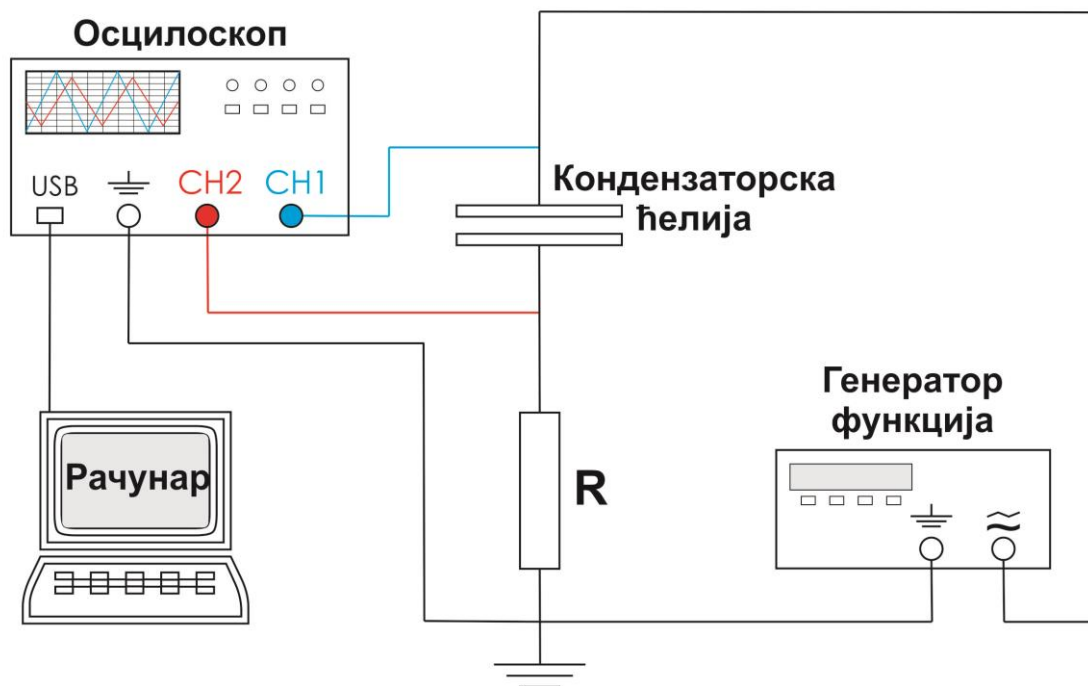 Осцилоскоп
USB
CH2
CH1
Кондензаторска
ћелија
Генератор
функција
Рачунар
R